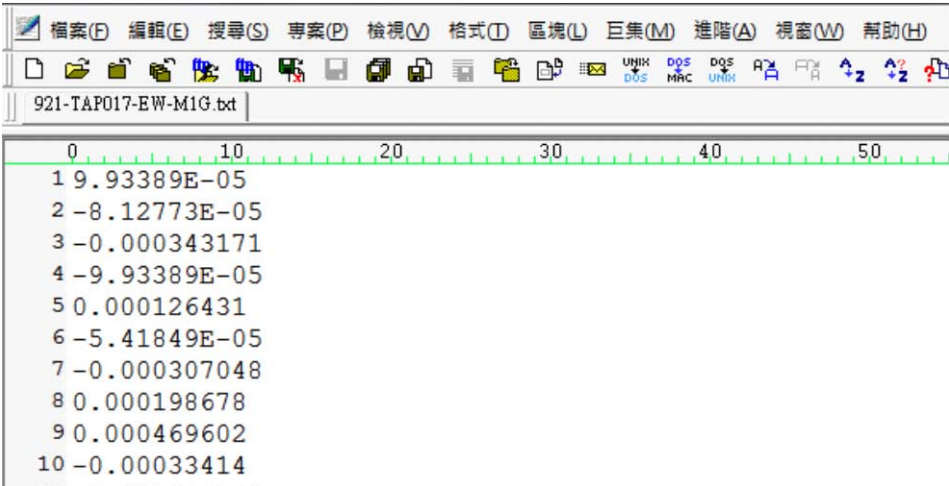 檔案(F) 編輯(E) 搜尋(S) 專案(P) 檢視(V) 格式(T) 區塊(L) 巨集(M) 進階(A) 視窗(W) 幫助(H)
UNIX DOS DOS MAC DOS UNIX
921-TAP017-EW-M1G.txt
0 10 20 30 40 50
1 9.93389E-05
2 -8.12773E-05
3 -0.000343171
4 -9.93389E-05
5 0.000126431
6 -5.41849E-05
7 -0.000307048
8 0.000198678
9 0.000469602
10 -0.00033414